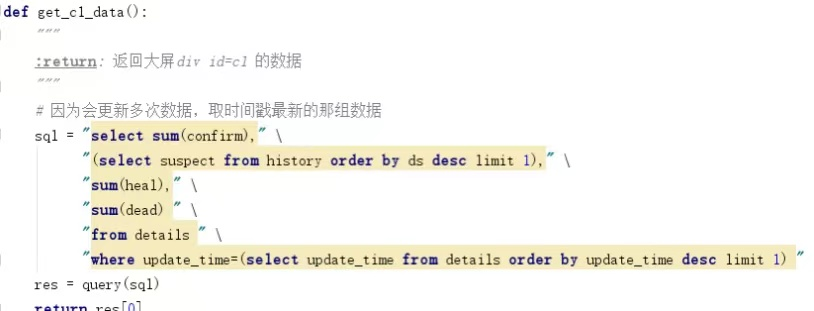 def get_c1_data():
    """
    :return: 返回大屏div id=c1 的数据
    """
    # 因为会更新多次数据，取时间戳最新的那组数据
    sql = "select sum(confirm)," \
          "(select suspect from history order by ds desc limit 1)," \
          "sum(heal)," \
          "sum(dead) " \
          "from details " \
          "where update_time=(select update_time from details order by update_time desc limit 1) "
    res = query(sql)
    return res[0]